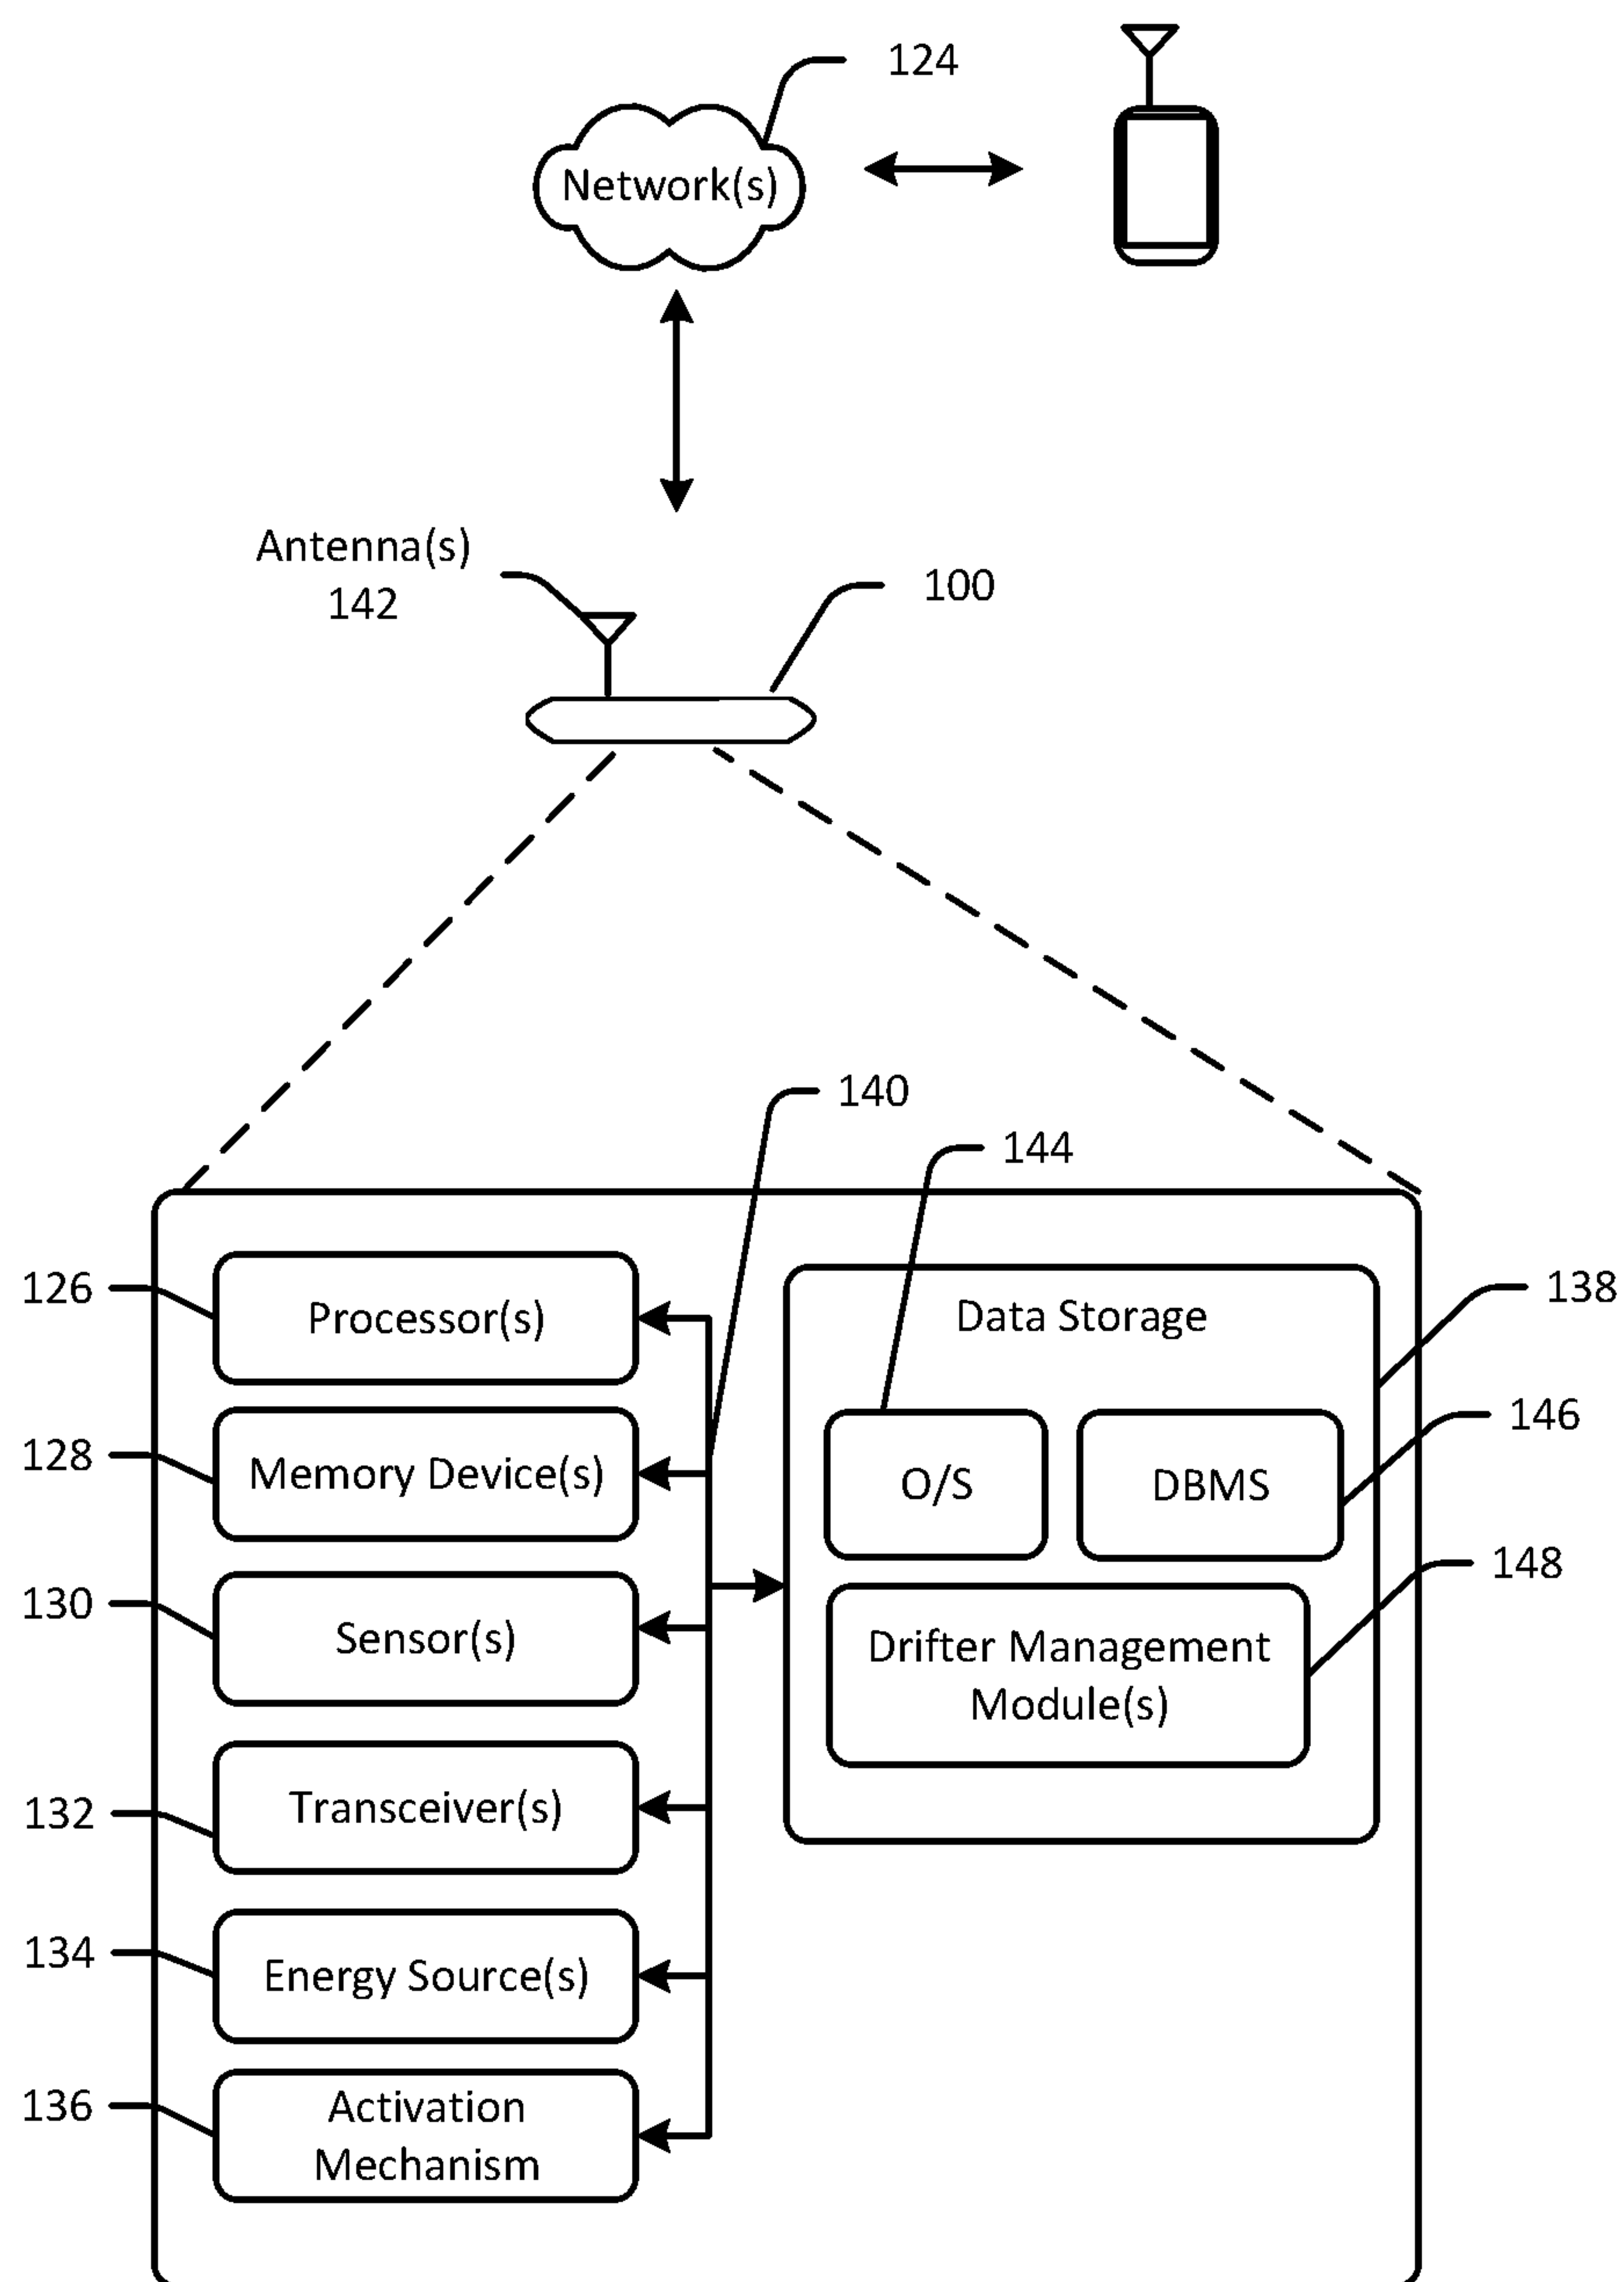 124
Network(s)
Antenna(s)
142
100
140
144
126
Processor(s)
Data Storage
138
128
Memory Device(s)
O/S
DBMS
146
130
Sensor(s)
Drifter Management
Module(s)
148
132
Transceiver(s)
134
Energy Source(s)
136
Activation
Mechanism